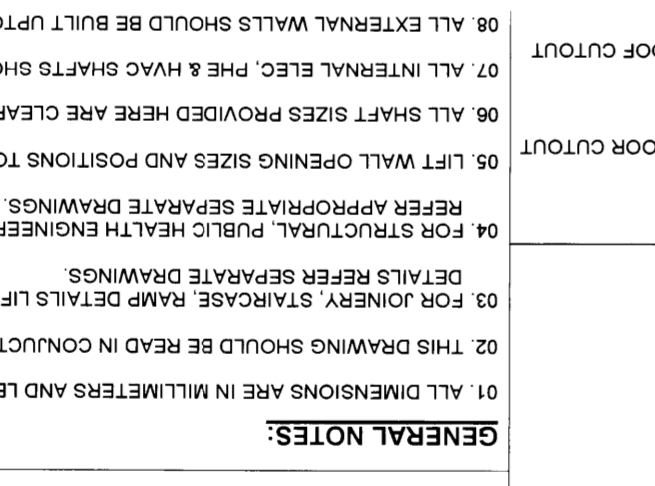 GENERAL NOTES:
01. ALL DIMENSIONS ARE IN MILLIMETERS AND LE
02. THIS DRAWING SHOULD BE READ IN CONJUNCT
03. FOR JOINERY, STAIRCASE, RAMP DETAILS LIF
DETAILS REFER SEPARATE DRAWINGS.
04. FOR STRUCTURAL, PUBLIC HEALTH ENGINEER
REFER APPROPRIATE SEPARATE DRAWINGS.
05. LIFT WALL OPENING SIZES AND POSITIONS TO
06. ALL SHAFT SIZES PROVIDED HERE ARE CLEAR
07. ALL INTERNAL ELEC, PHE & HVAC SHAFTS SHO
08. ALL EXTERNAL WALLS SHOULD BE BUILT UPTO
OOR CUTOUT
OOF CUTOUT